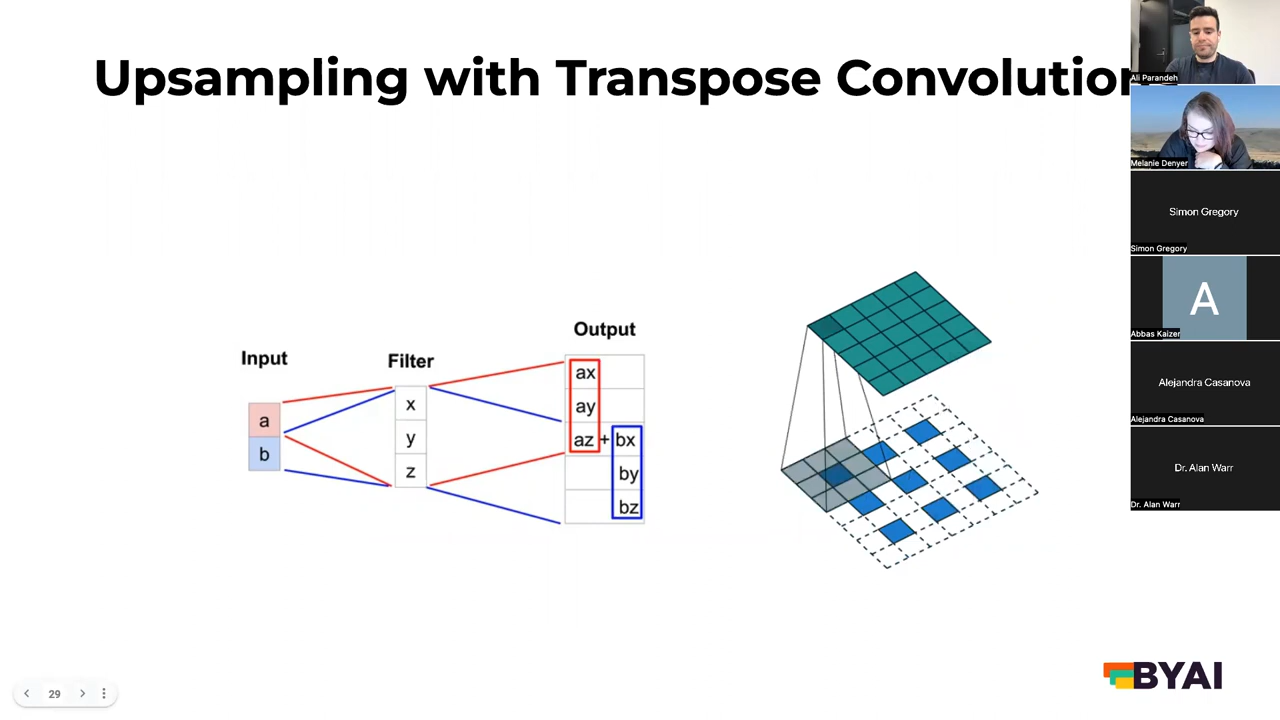 Upsampling with Transpose Convolution
Input
a
b
Filter
x
y
z
Output
ax
ay
az + bx
by
bz
Ali Parandeh
Melanie Denyer
Simon Gregory
Simon Gregory
A
Abbas Kaizer
Alejandra Casanova
Alejandra Casanova
Dr. Alan Warr
Dr. Alan Warr
29
BYAI